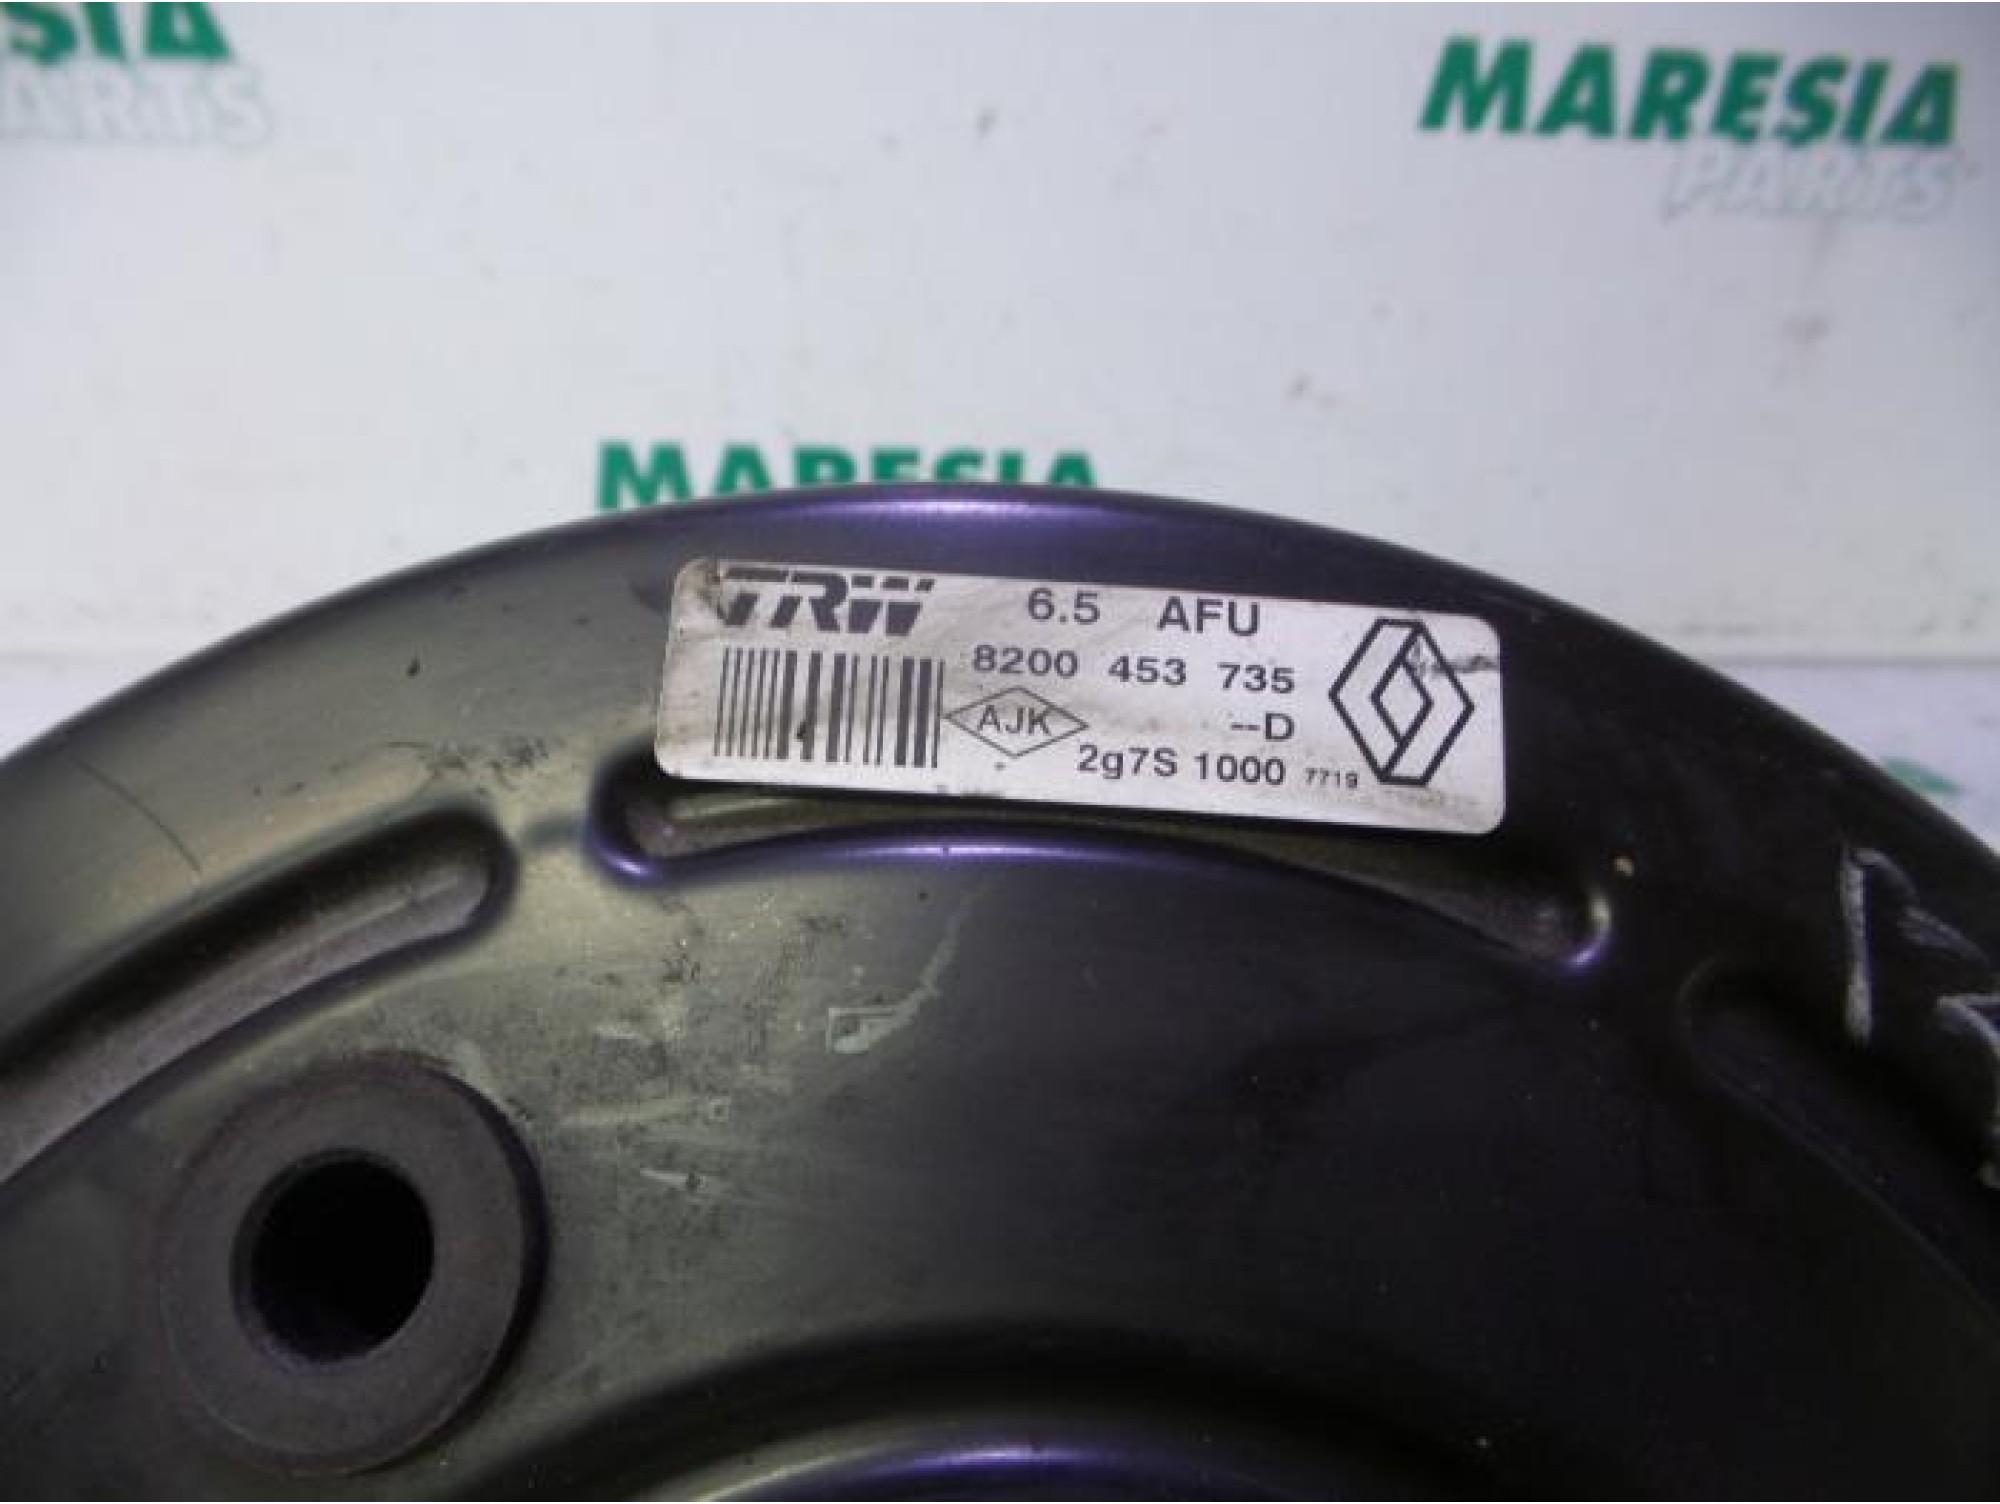 MARESIA
PARTS
MARESIA
TRW 6.5 AFU
8200 453 735
AJK --D
2g7S 1000 7719